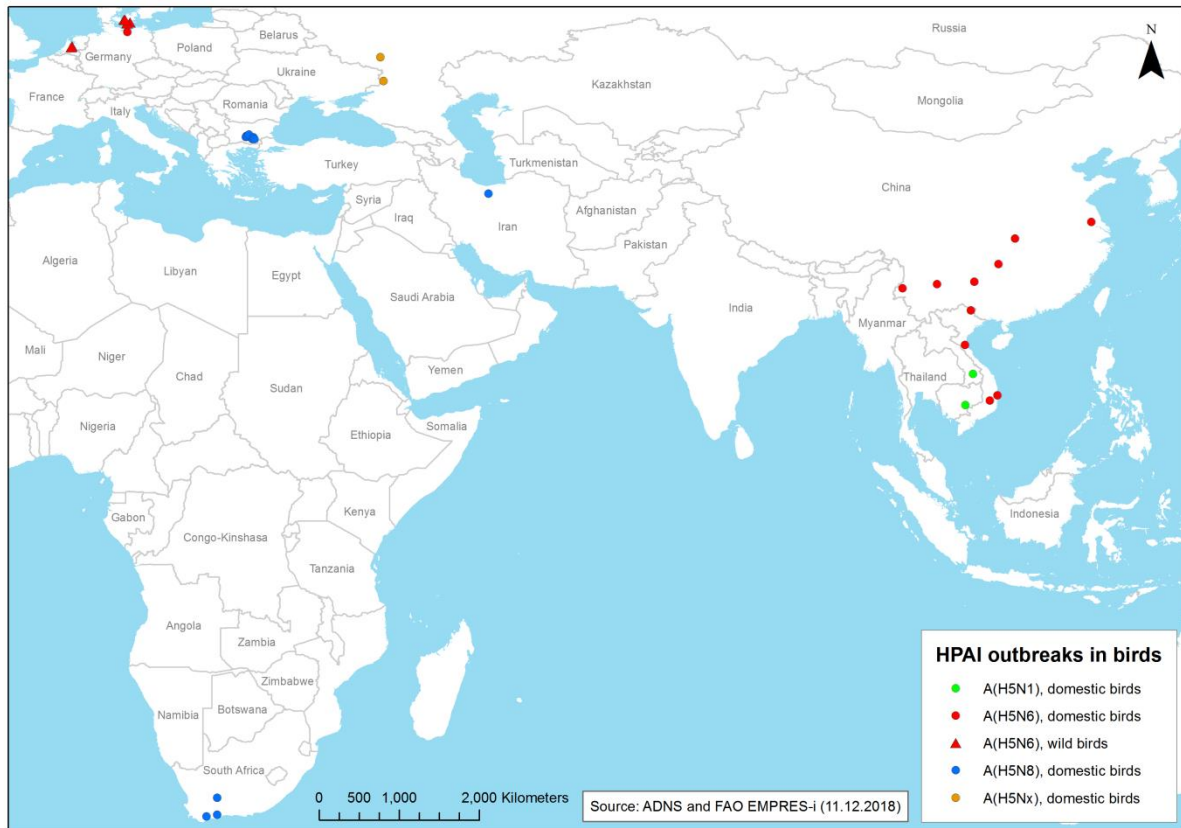 N
Russia
Belarus
Poland
Germany
Ukraine
Kazakhstan
France
Romania
Mongolia
Italy
Turkey
Turkmenistan
China
Syria
Afghanistan
Iraq
Iran
Pakistan
Algeria
Libyan
Egypt
Saudi Arabia
India
Myanmar
Mali
Niger
Chad
Sudan
Yemen
Thailand
Nigeria
Ethiopia
Somalia
Gabon
Kenya
Indonesia
Congo-Kinshasa
Tanzania
Angola
Zambia
Zimbabwe
Namibia
Botswana
South Africa
HPAI outbreaks in birds
A(H5N1), domestic birds
A(H5N6), domestic birds
A(H5N6), wild birds
A(H5N8), domestic birds
A(H5Nx), domestic birds
0 500 1,000 2,000 Kilometers
Source: ADNS and FAO EMPRES-i (11.12.2018)